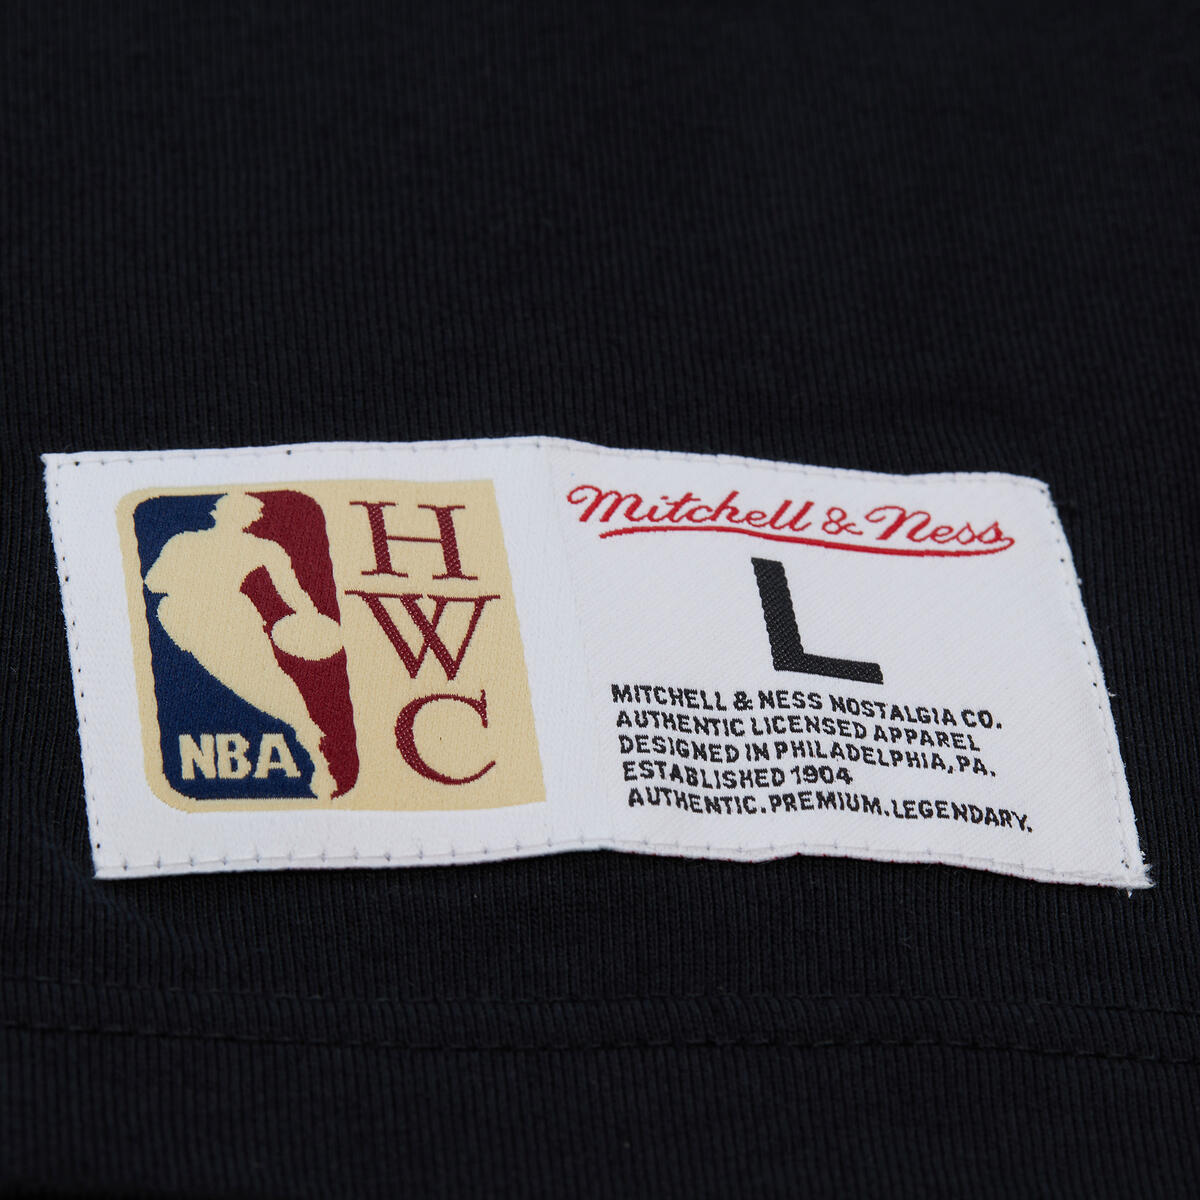 NBA
H
W
C
Mitchell & Ness
L
MITCHELL & NESS NOSTALGIA CO.
AUTHENTIC LICENSED APPAREL
DESIGNED IN PHILADELPHIA, PA.
ESTABLISHED 1904
AUTHENTIC. PREMIUM. LEGENDARY.